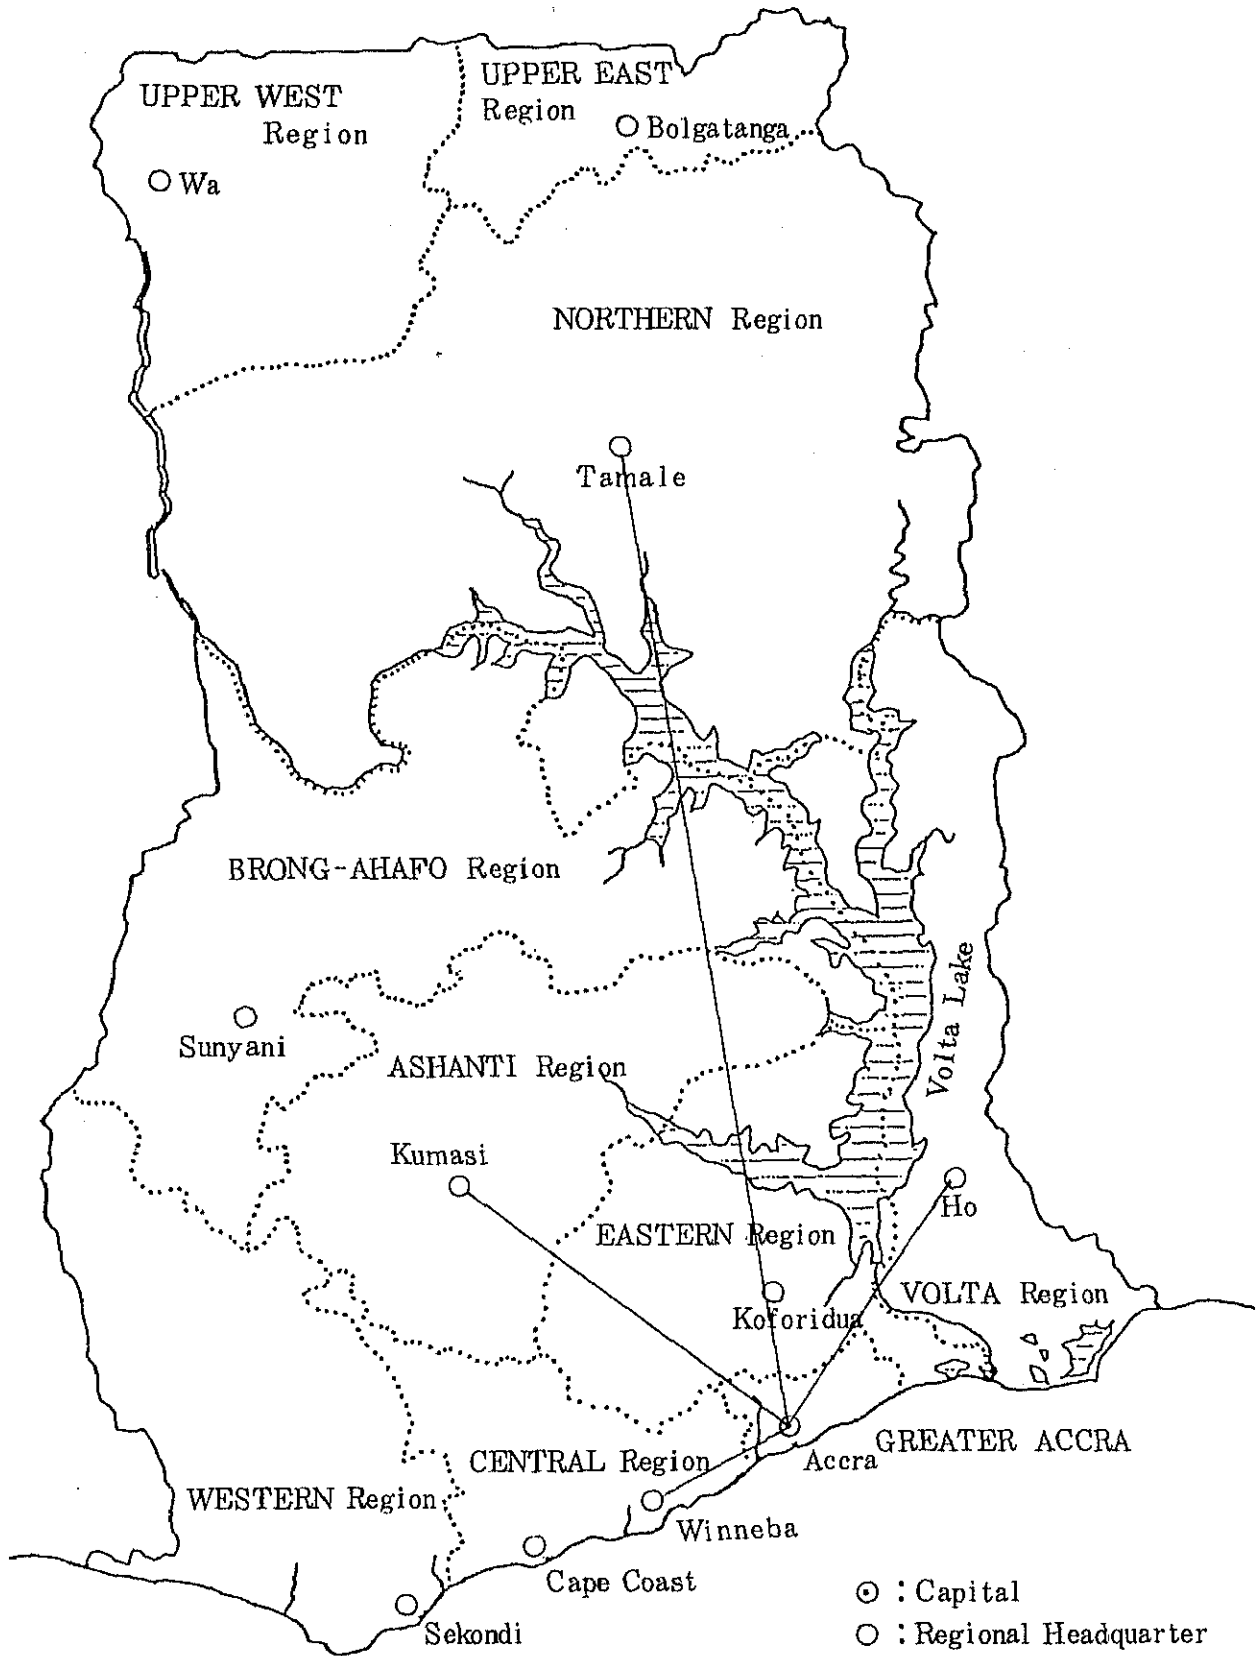 UPPER WEST
Region
UPPER EAST
Region
Bolgatanga
Wa
NORTHERN Region
Tamale
BRONG-AHAFO Region
Volta Lake
Sunyani
ASHANTI Region
Kumasi
Ho
EASTERN Region
VOLTA Region
Koforidua
GREATER ACCRA
Accra
CENTRAL Region
WESTERN Region
Winneba
Cape Coast
Sekondi
: Capital
: Regional Headquarter